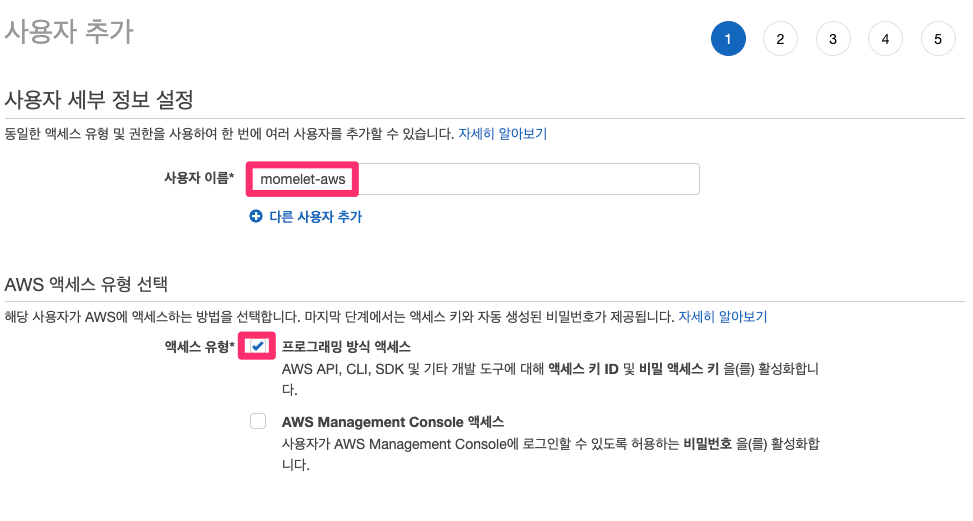 사용자 추가
1 2 3 4 5
사용자 세부 정보 설정
동일한 액세스 유형 및 권한을 사용하여 한 번에 여러 사용자를 추가할 수 있습니다. 자세히 알아보기
사용자 이름* momelet-aws
다른 사용자 추가
AWS 액세스 유형 선택
해당 사용자가 AWS에 액세스하는 방법을 선택합니다. 마지막 단계에서는 액세스 키와 자동 생성된 비밀번호가 제공됩니다. 자세히 알아보기
액세스 유형* 프로그래밍 방식 액세스
AWS API, CLI, SDK 및 기타 개발 도구에 대해 액세스 키 ID 및 비밀 액세스 키 을(를) 활성화합니
다.
AWS Management Console 액세스
사용자가 AWS Management Console에 로그인할 수 있도록 허용하는 비밀번호 을(를) 활성화합
니다.